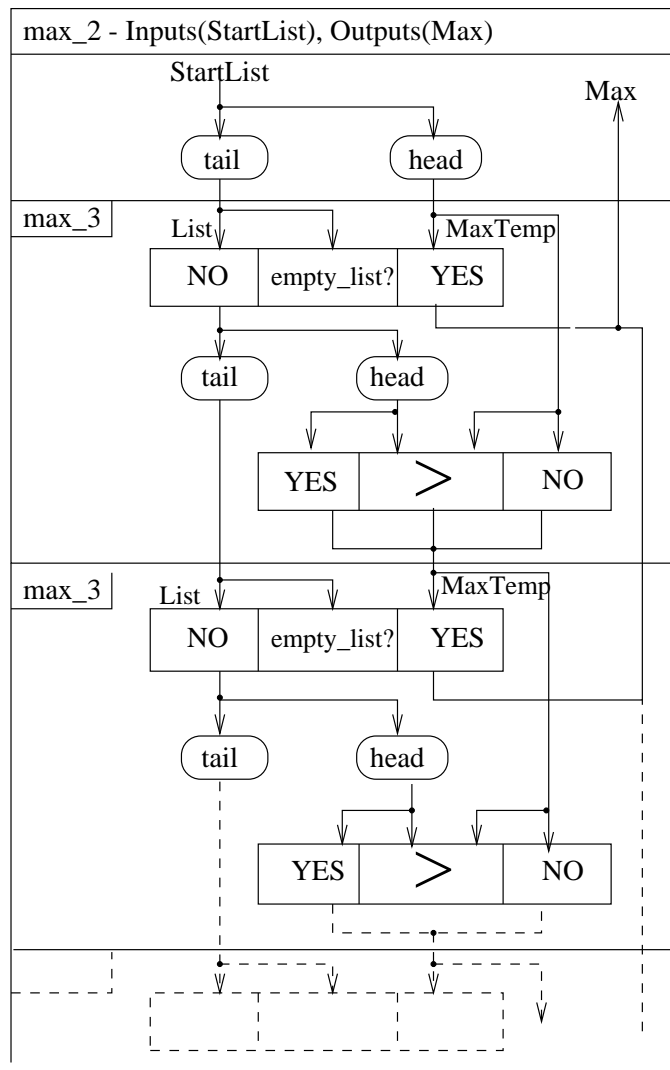 max_2 - Inputs(StartList), Outputs(Max)
StartList
Max
tail
head
max_3
List
MaxTemp
NO
empty_list?
YES
tail
head
YES
>
NO
max_3
List
MaxTemp
NO
empty_list?
YES
tail
head
YES
>
NO